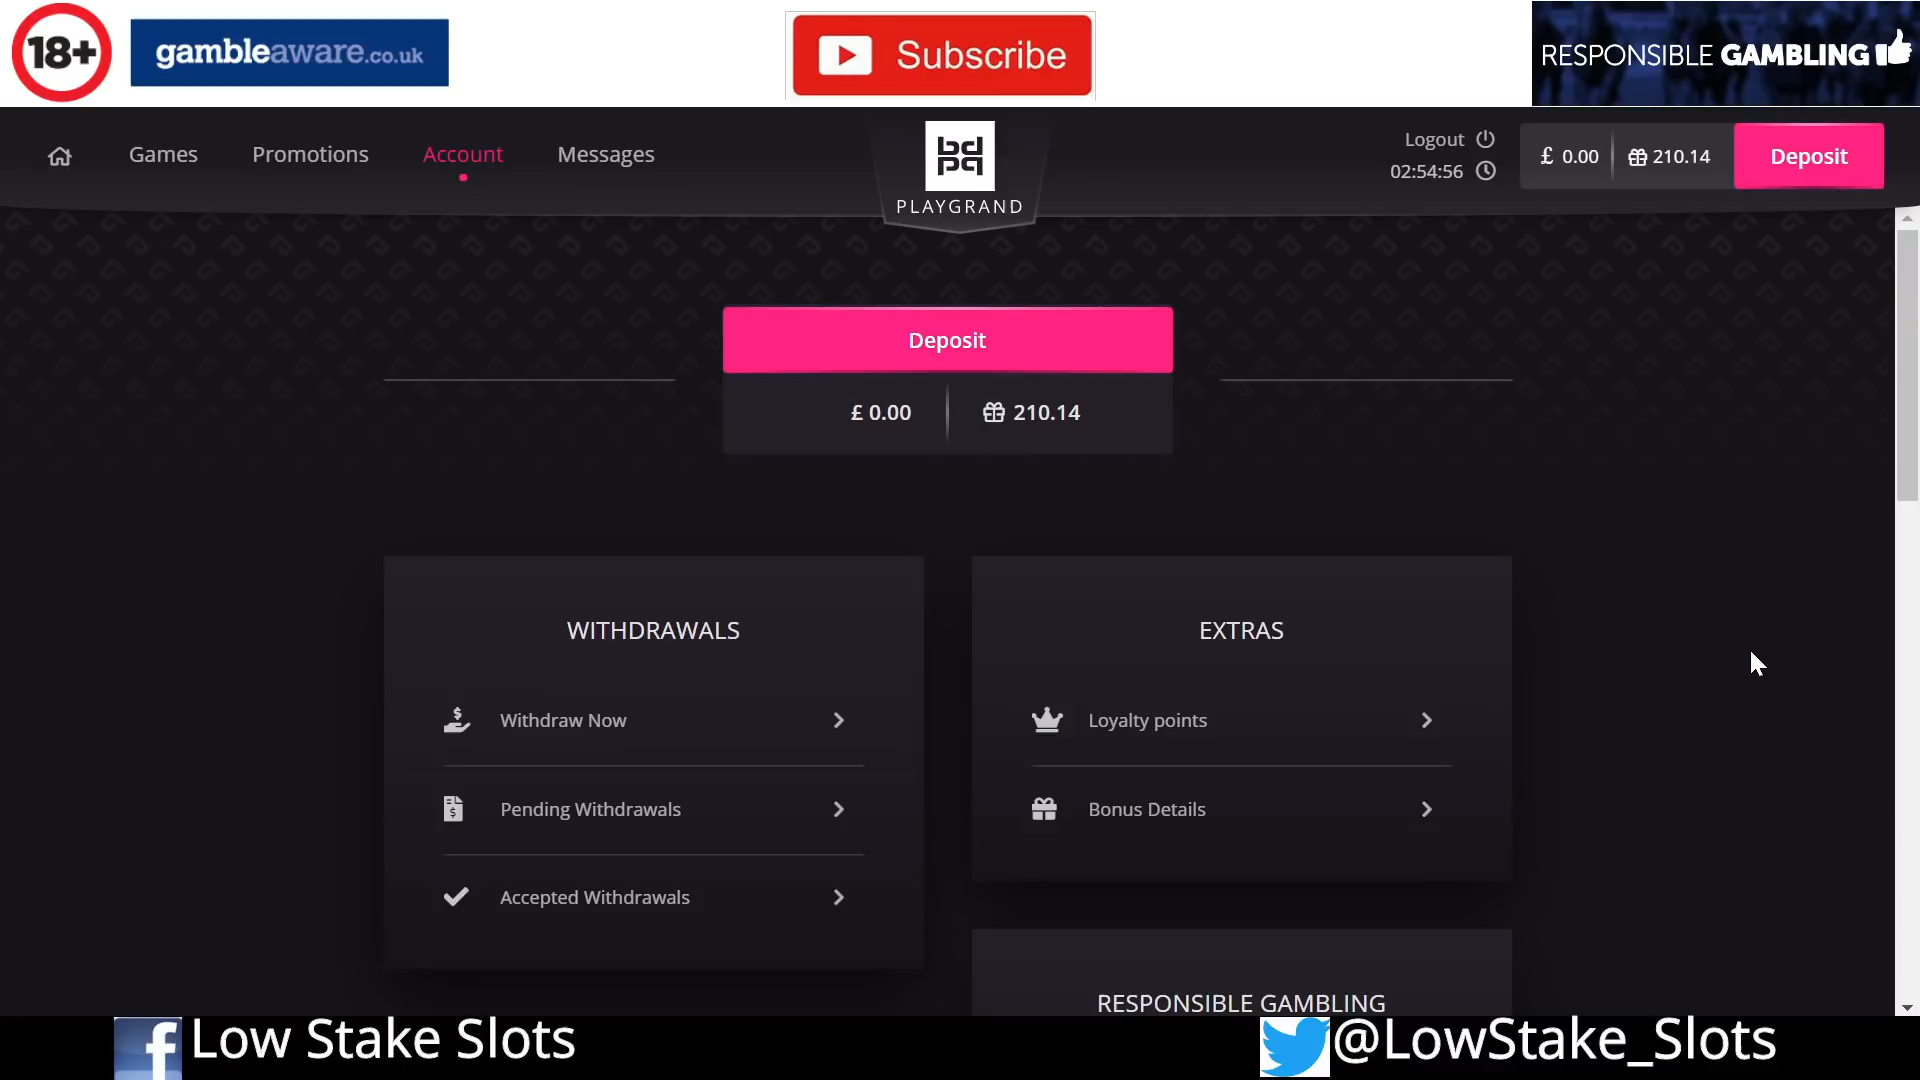 18+
gambleaware.co.uk
Subscribe
RESPONSIBLE GAMBLING
Games
Promotions
Account
Messages
bd
pq
PLAYGRAND
Logout
02:54:56
£ 0.00
210.14
Deposit
Deposit
£ 0.00
210.14
WITHDRAWALS
Withdraw Now
Pending Withdrawals
Accepted Withdrawals
EXTRAS
Loyalty points
Bonus Details
RESPONSIBLE GAMBLING
f Low Stake Slots
@LowStake_Slots